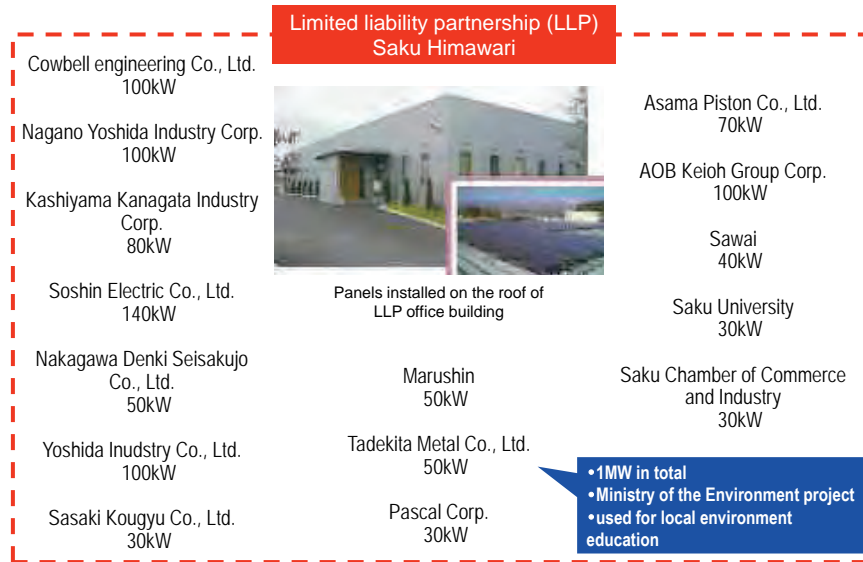 Limited liability partnership (LLP)
Saku Himawari
Cowbell engineering Co., Ltd.
100kW
Nagano Yoshida Industry Corp.
100kW
Kashiyama Kanagata Industry
Corp.
80kW
Soshin Electric Co., Ltd.
140kW
Nakagawa Denki Seisakujo
Co., Ltd.
50kW
Yoshida Inudstry Co., Ltd.
100kW
Sasaki Kougyu Co., Ltd.
30kW
Panels installed on the roof of
LLP office building
Marushin
50kW
Tadekita Metal Co., Ltd.
50kW
Pascal Corp.
30kW
Asama Piston Co., Ltd.
70kW
AOB Keioh Group Corp.
100kW
Sawai
40kW
Saku University
30kW
Saku Chamber of Commerce
and Industry
30kW
•1MW in total
•Ministry of the Environment project
•used for local environment
education